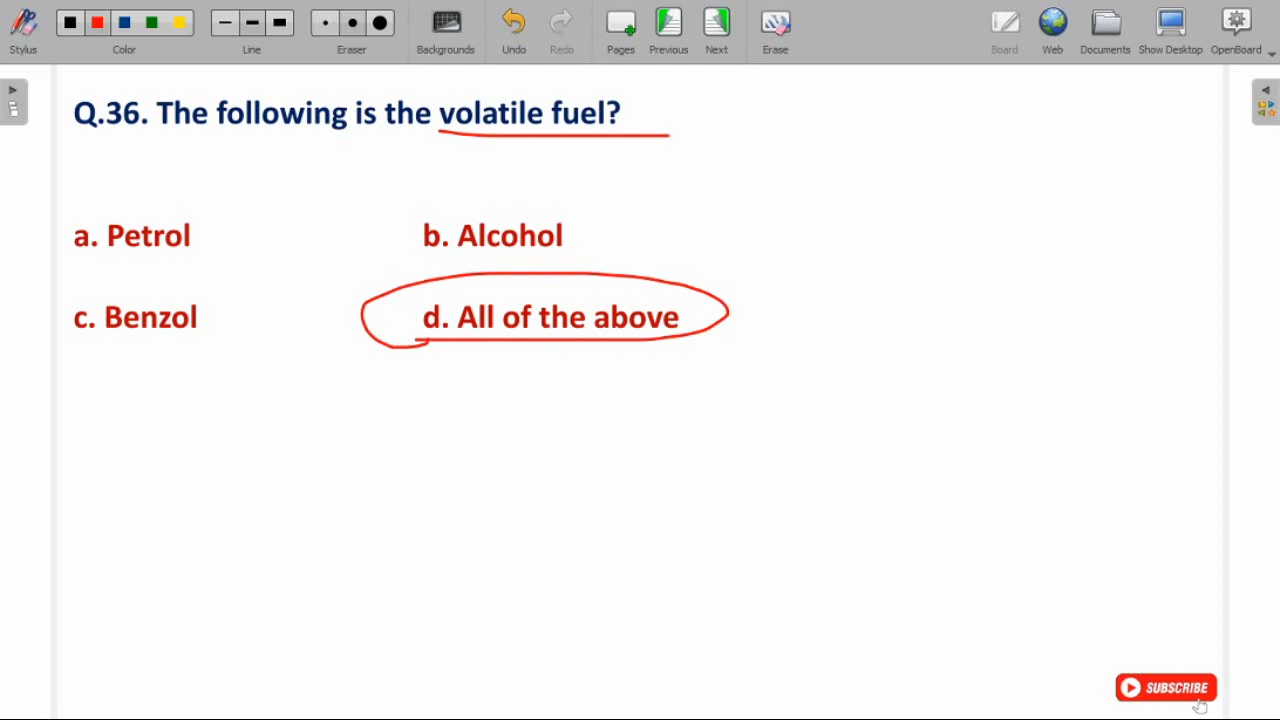 Stylus Color Line Eraser Backgrounds Undo Redo Pages Previous Next Erase Board Web Documents Show Desktop OpenBoard
Q.36. The following is the volatile fuel?
a. Petrol b. Alcohol
c. Benzol d. All of the above
SUBSCRIBE